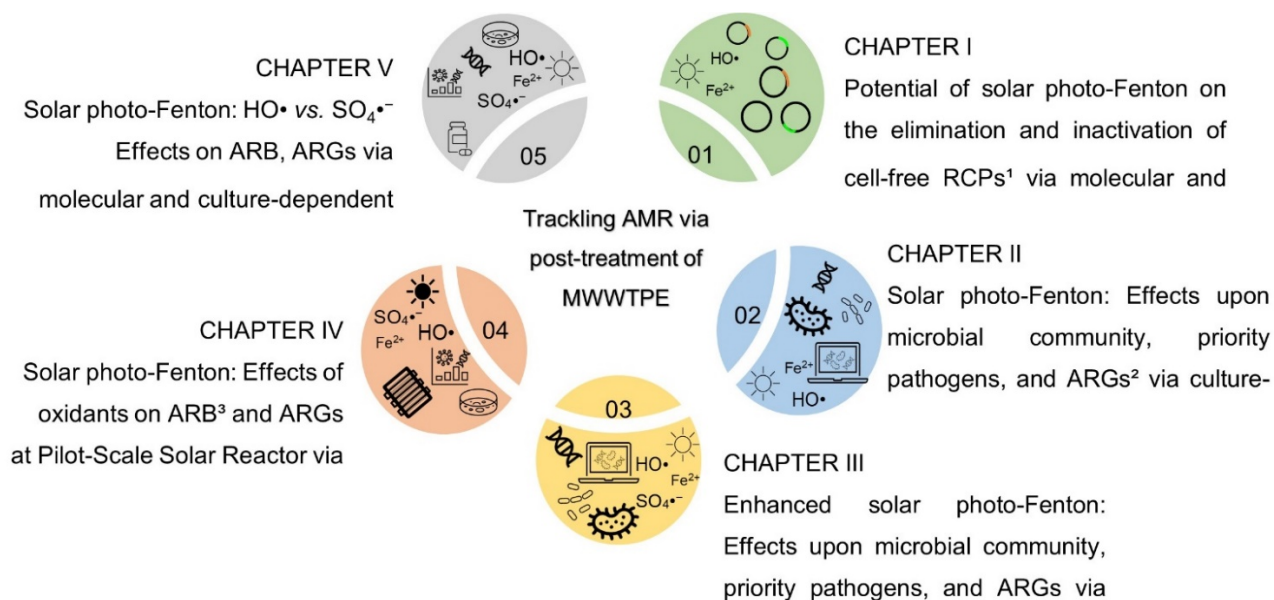 CHAPTER I
Potential of solar photo-Fenton on
the elimination and inactivation of
cell-free RCPs¹ via molecular and
HO•
Fe²⁺
01
CHAPTER II
Solar photo-Fenton: Effects upon
microbial community, priority
pathogens, and ARGs² via culture-
02
Fe²⁺
HO•
CHAPTER III
Enhanced solar photo-Fenton:
Effects upon microbial community,
priority pathogens, and ARGs via
03
HO•
Fe²⁺
SO₄•⁻
CHAPTER IV
Solar photo-Fenton: Effects of
oxidants on ARB³ and ARGs
at Pilot-Scale Solar Reactor via
SO₄•⁻
Fe²⁺
HO•
04
CHAPTER V
Solar photo-Fenton: HO• vs. SO₄•⁻
Effects on ARB, ARGs via
molecular and culture-dependent
HO•
Fe²⁺
SO₄•⁻
05
Trackling AMR via
post-treatment of
MWWTPE